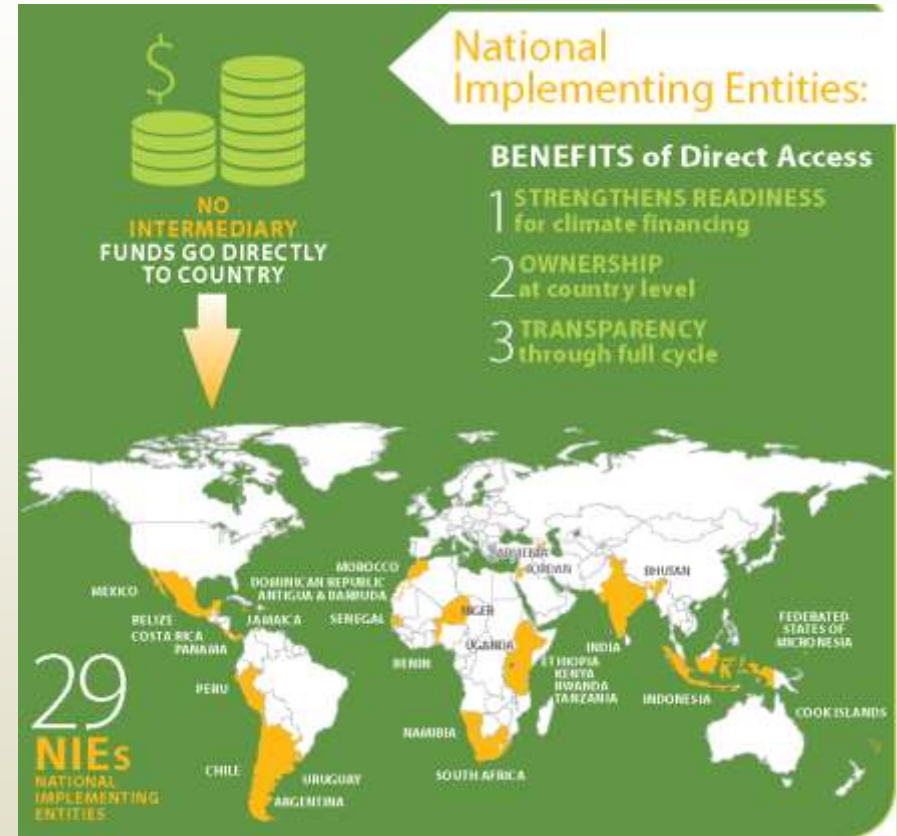 National
Implementing Entities:
BENEFITS of Direct Access
1 STRENGTHENS READINESS
for climate financing
2 OWNERSHIP
at country level
3 TRANSPARENCY
through full cycle
$
NO
INTERMEDIARY
FUNDS GO DIRECTLY
TO COUNTRY
MEXICO
BELIZE
COSTA RICA
PANAMA
DOMINICAN REPUBLIC
ANTIGUA & BARBUDA
JAMAICA
PERU
CHILE
URUGUAY
ARGENTINA
MOROCCO
SENEGAL
NIGER
BENIN
UGANDA
ETHIOPIA
KENYA
RWANDA
TANZANIA
NAMIBIA
SOUTH AFRICA
ARMENIA
JORDAN
BHUTAN
INDIA
INDONESIA
FEDERATED
STATES OF
MICRONESIA
COOK ISLANDS
29
NIEs
NATIONAL
IMPLEMENTING
ENTITIES